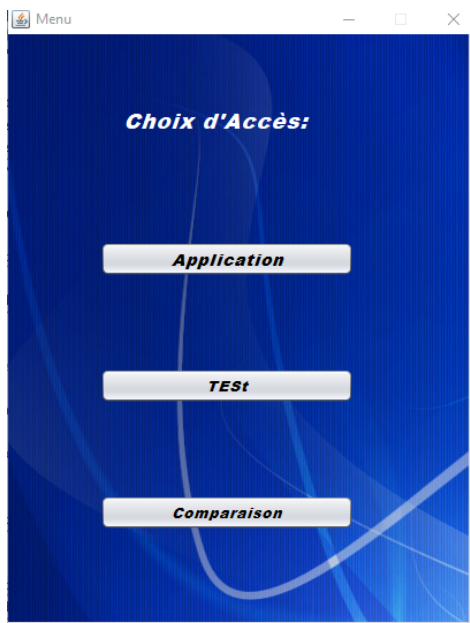 Menu
Choix d'Accès:
Application
TESt
Comparaison